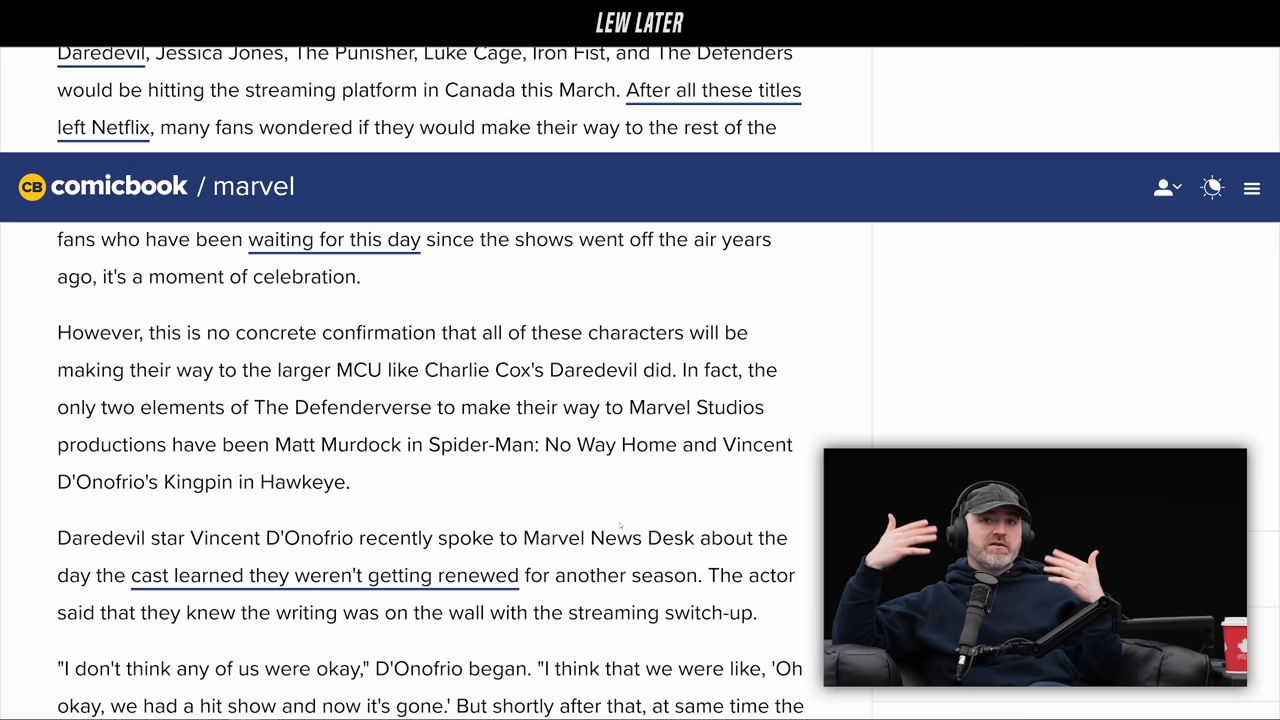 LEW LATER
Daredevil, Jessica Jones, The Punisher, Luke Cage, Iron Fist, and The Defenders
would be hitting the streaming platform in Canada this March. After all these titles
left Netflix, many fans wondered if they would make their way to the rest of the
CB comicbook / marvel
fans who have been waiting for this day since the shows went off the air years
ago, it's a moment of celebration.
However, this is no concrete confirmation that all of these characters will be
making their way to the larger MCU like Charlie Cox's Daredevil did. In fact, the
only two elements of The Defenderverse to make their way to Marvel Studios
productions have been Matt Murdock in Spider-Man: No Way Home and Vincent
D'Onofrio's Kingpin in Hawkeye.
Daredevil star Vincent D'Onofrio recently spoke to Marvel News Desk about the
day the cast learned they weren't getting renewed for another season. The actor
said that they knew the writing was on the wall with the streaming switch-up.
"I don't think any of us were okay," D'Onofrio began. "I think that we were like, 'Oh
okay, we had a hit show and now it's gone.' But shortly after that, at same time the